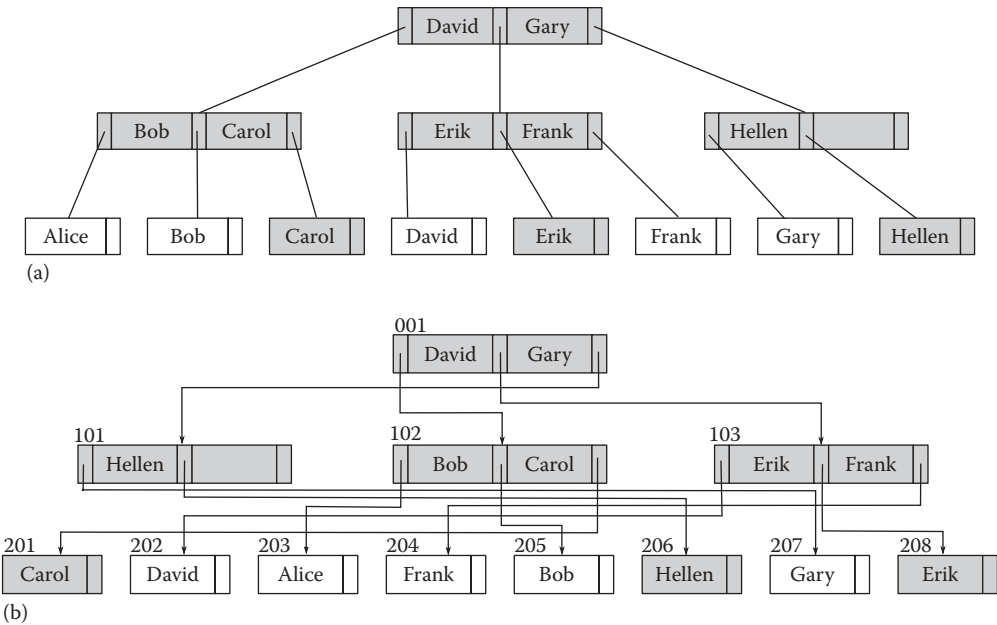 David Gary
Bob Carol Erik Frank Hellen
Alice Bob Carol David Erik Frank Gary Hellen
(a)
001
David Gary
101 102 103
Hellen Bob Carol Erik Frank
201 202 203 204 205 206 207 208
Carol David Alice Frank Bob Hellen Gary Erik
(b)